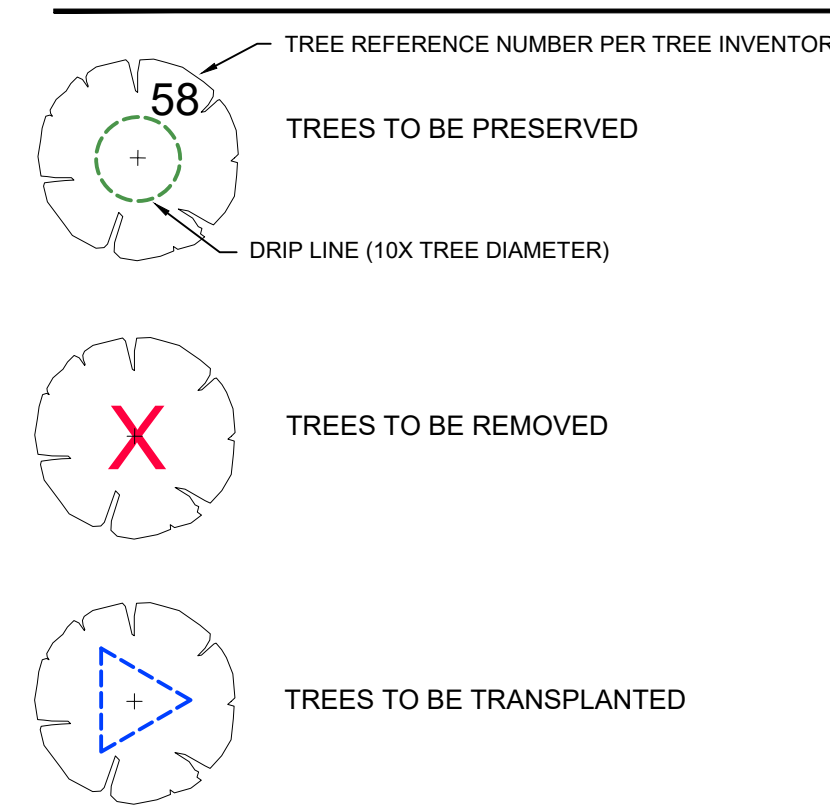 TREE REFERENCE NUMBER PER TREE INVENTOR
58
TREES TO BE PRESERVED
DRIP LINE (10X TREE DIAMETER)
X
TREES TO BE REMOVED
TREES TO BE TRANSPLANTED